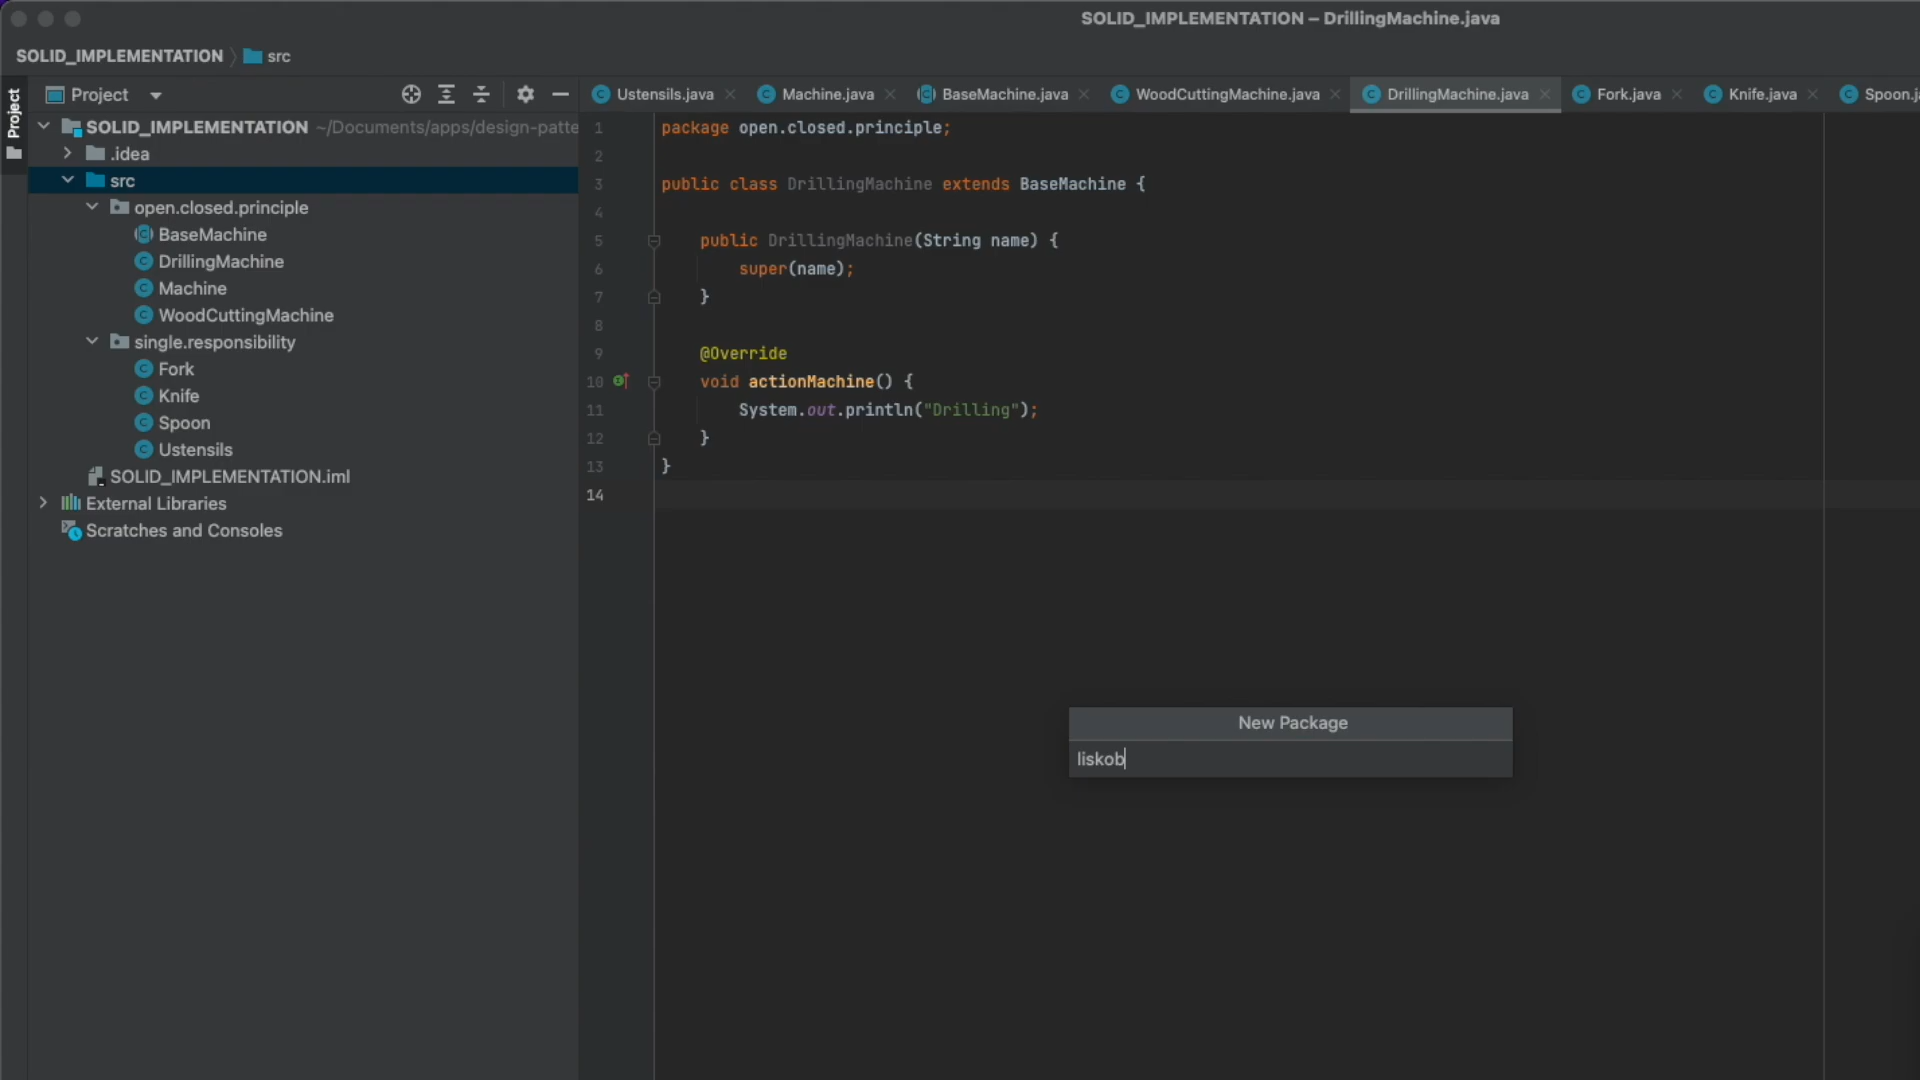 SOLID_IMPLEMENTATION – DrillingMachine.java
SOLID_IMPLEMENTATION src
Project
Project
Ustensils.java Machine.java BaseMachine.java WoodCuttingMachine.java DrillingMachine.java Fork.java Knife.java Spoon.ja
SOLID_IMPLEMENTATION ~/Documents/apps/design-patte
.idea
src
open.closed.principle
BaseMachine
DrillingMachine
Machine
WoodCuttingMachine
single.responsibility
Fork
Knife
Spoon
Ustensils
SOLID_IMPLEMENTATION.iml
External Libraries
Scratches and Consoles
1 package open.closed.principle;
2
3 public class DrillingMachine extends BaseMachine {
4
5 public DrillingMachine(String name) {
6 super(name);
7 }
8
9 @Override
10 void actionMachine() {
11 System.out.println("Drilling");
12 }
13 }
14
New Package
liskob